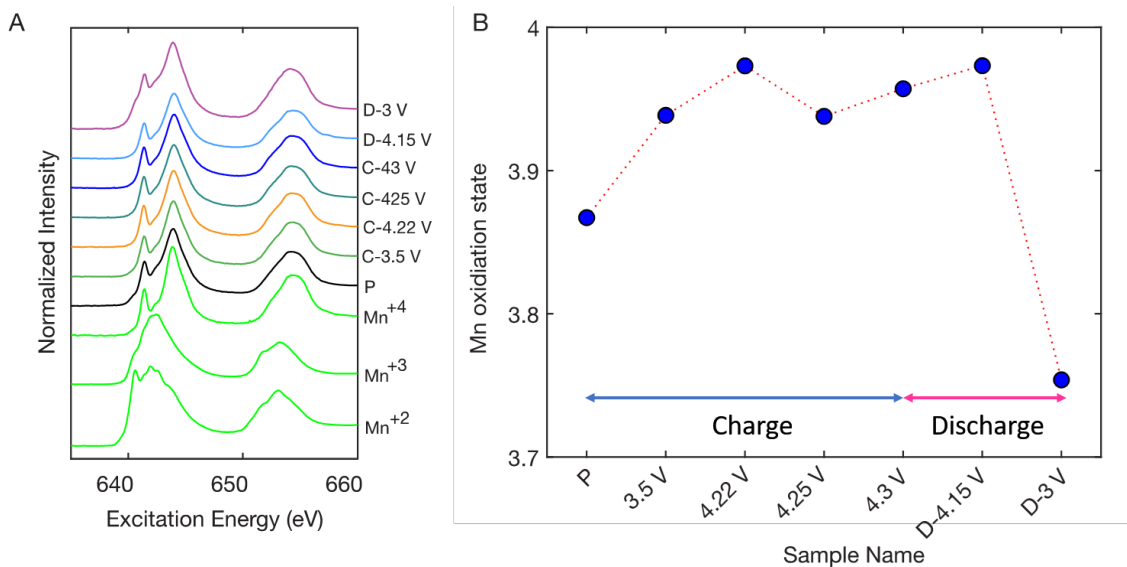 A
Normalized Intensity
D-3 V
D-4.15 V
C-43 V
C-425 V
C-4.22 V
C-3.5 V
P
Mn+4
Mn+3
Mn+2
640
650
660
Excitation Energy (eV)
B
Mn oxidiation state
4
3.9
3.8
3.7
Charge
Discharge
P
3.5 V
4.22 V
4.25 V
4.3 V
D-4.15 V
D-3 V
Sample Name